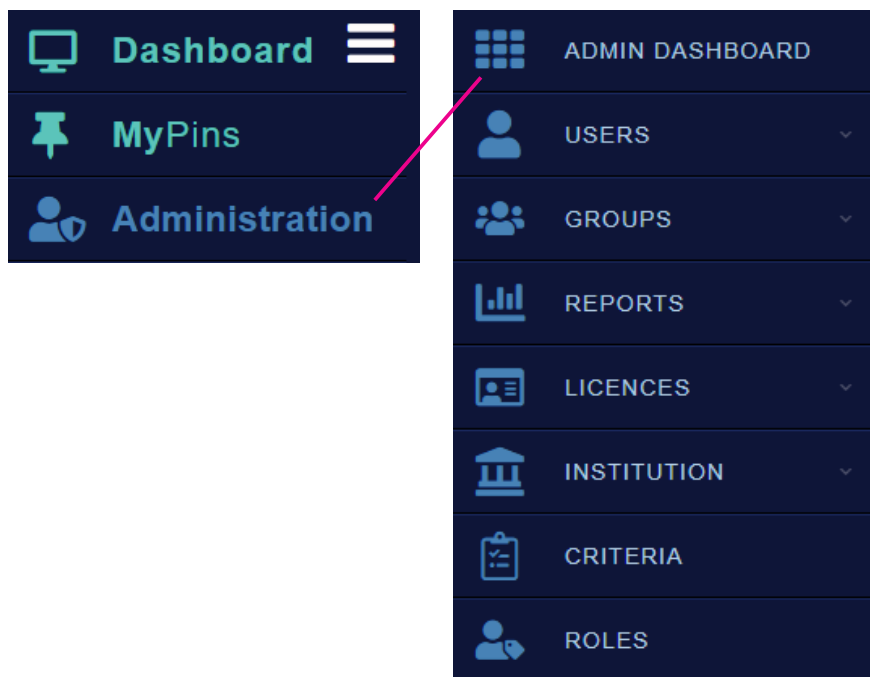 Dashboard
MyPins
Administration
ADMIN DASHBOARD
USERS
GROUPS
REPORTS
LICENCES
INSTITUTION
CRITERIA
ROLES